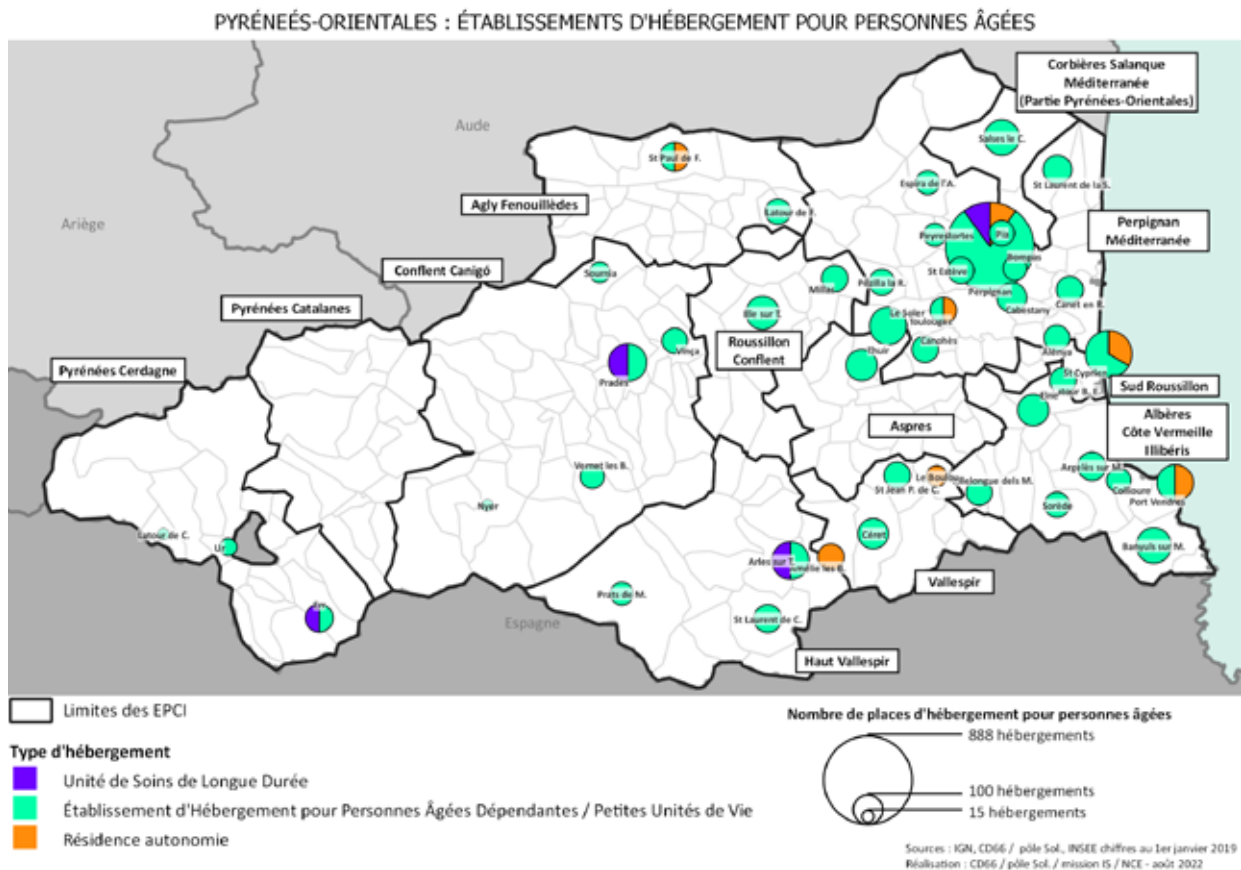 PYRÉNEÉS-ORIENTALES : ÉTABLISSEMENTS D'HÉBERGEMENT POUR PERSONNES ÂGÉES
Corbières Salanque
Méditerranée
(Partie Pyrénées-Orientales)
Aude
Salses le C.
St Paul de F.
Espira de l'A.
St Laurent de la S.
Agly Fenouillèdes
Latour de F.
Ariège
Perpignan
Méditerranée
Peyrestortes
Pia
Bompas
Conflent Canigó
Sournia
St Estève
Millas
Pézilla la R.
Perpignan
Canet en R.
Cabestany
Pyrénées Catalanes
Ille sur T.
Le Soler
Toulouges
Canohès
Alénya
Roussillon
Conflent
Vinça
Thuir
St Cyprien
Pyrénées Cerdagne
Prades
Elne
Sud Roussillon
Aspres
Albères
Côte Vermeille
Illibéris
Vernet les B.
St Jean P. de C.
Le Boulou
Argelès sur M.
Collioure
Port Vendres
Nyer
Sorède
Latour de C.
Ur
Céret
Banyuls sur M.
Arles sur T.
Vallespir
Prats de M.
St Laurent de C.
Espagne
Haut Vallespir
Limites des EPCI
Type d'hébergement
Unité de Soins de Longue Durée
Établissement d'Hébergement pour Personnes Âgées Dépendantes / Petites Unités de Vie
Résidence autonomie
Nombre de places d'hébergement pour personnes âgées
888 hébergements
100 hébergements
15 hébergements
Sources : IGN, CD66 / pôle Sol., INSEE chiffres au 1er janvier 2019
Réalisation : CD66 / pôle Sol. / mission IS / NCE - août 2022